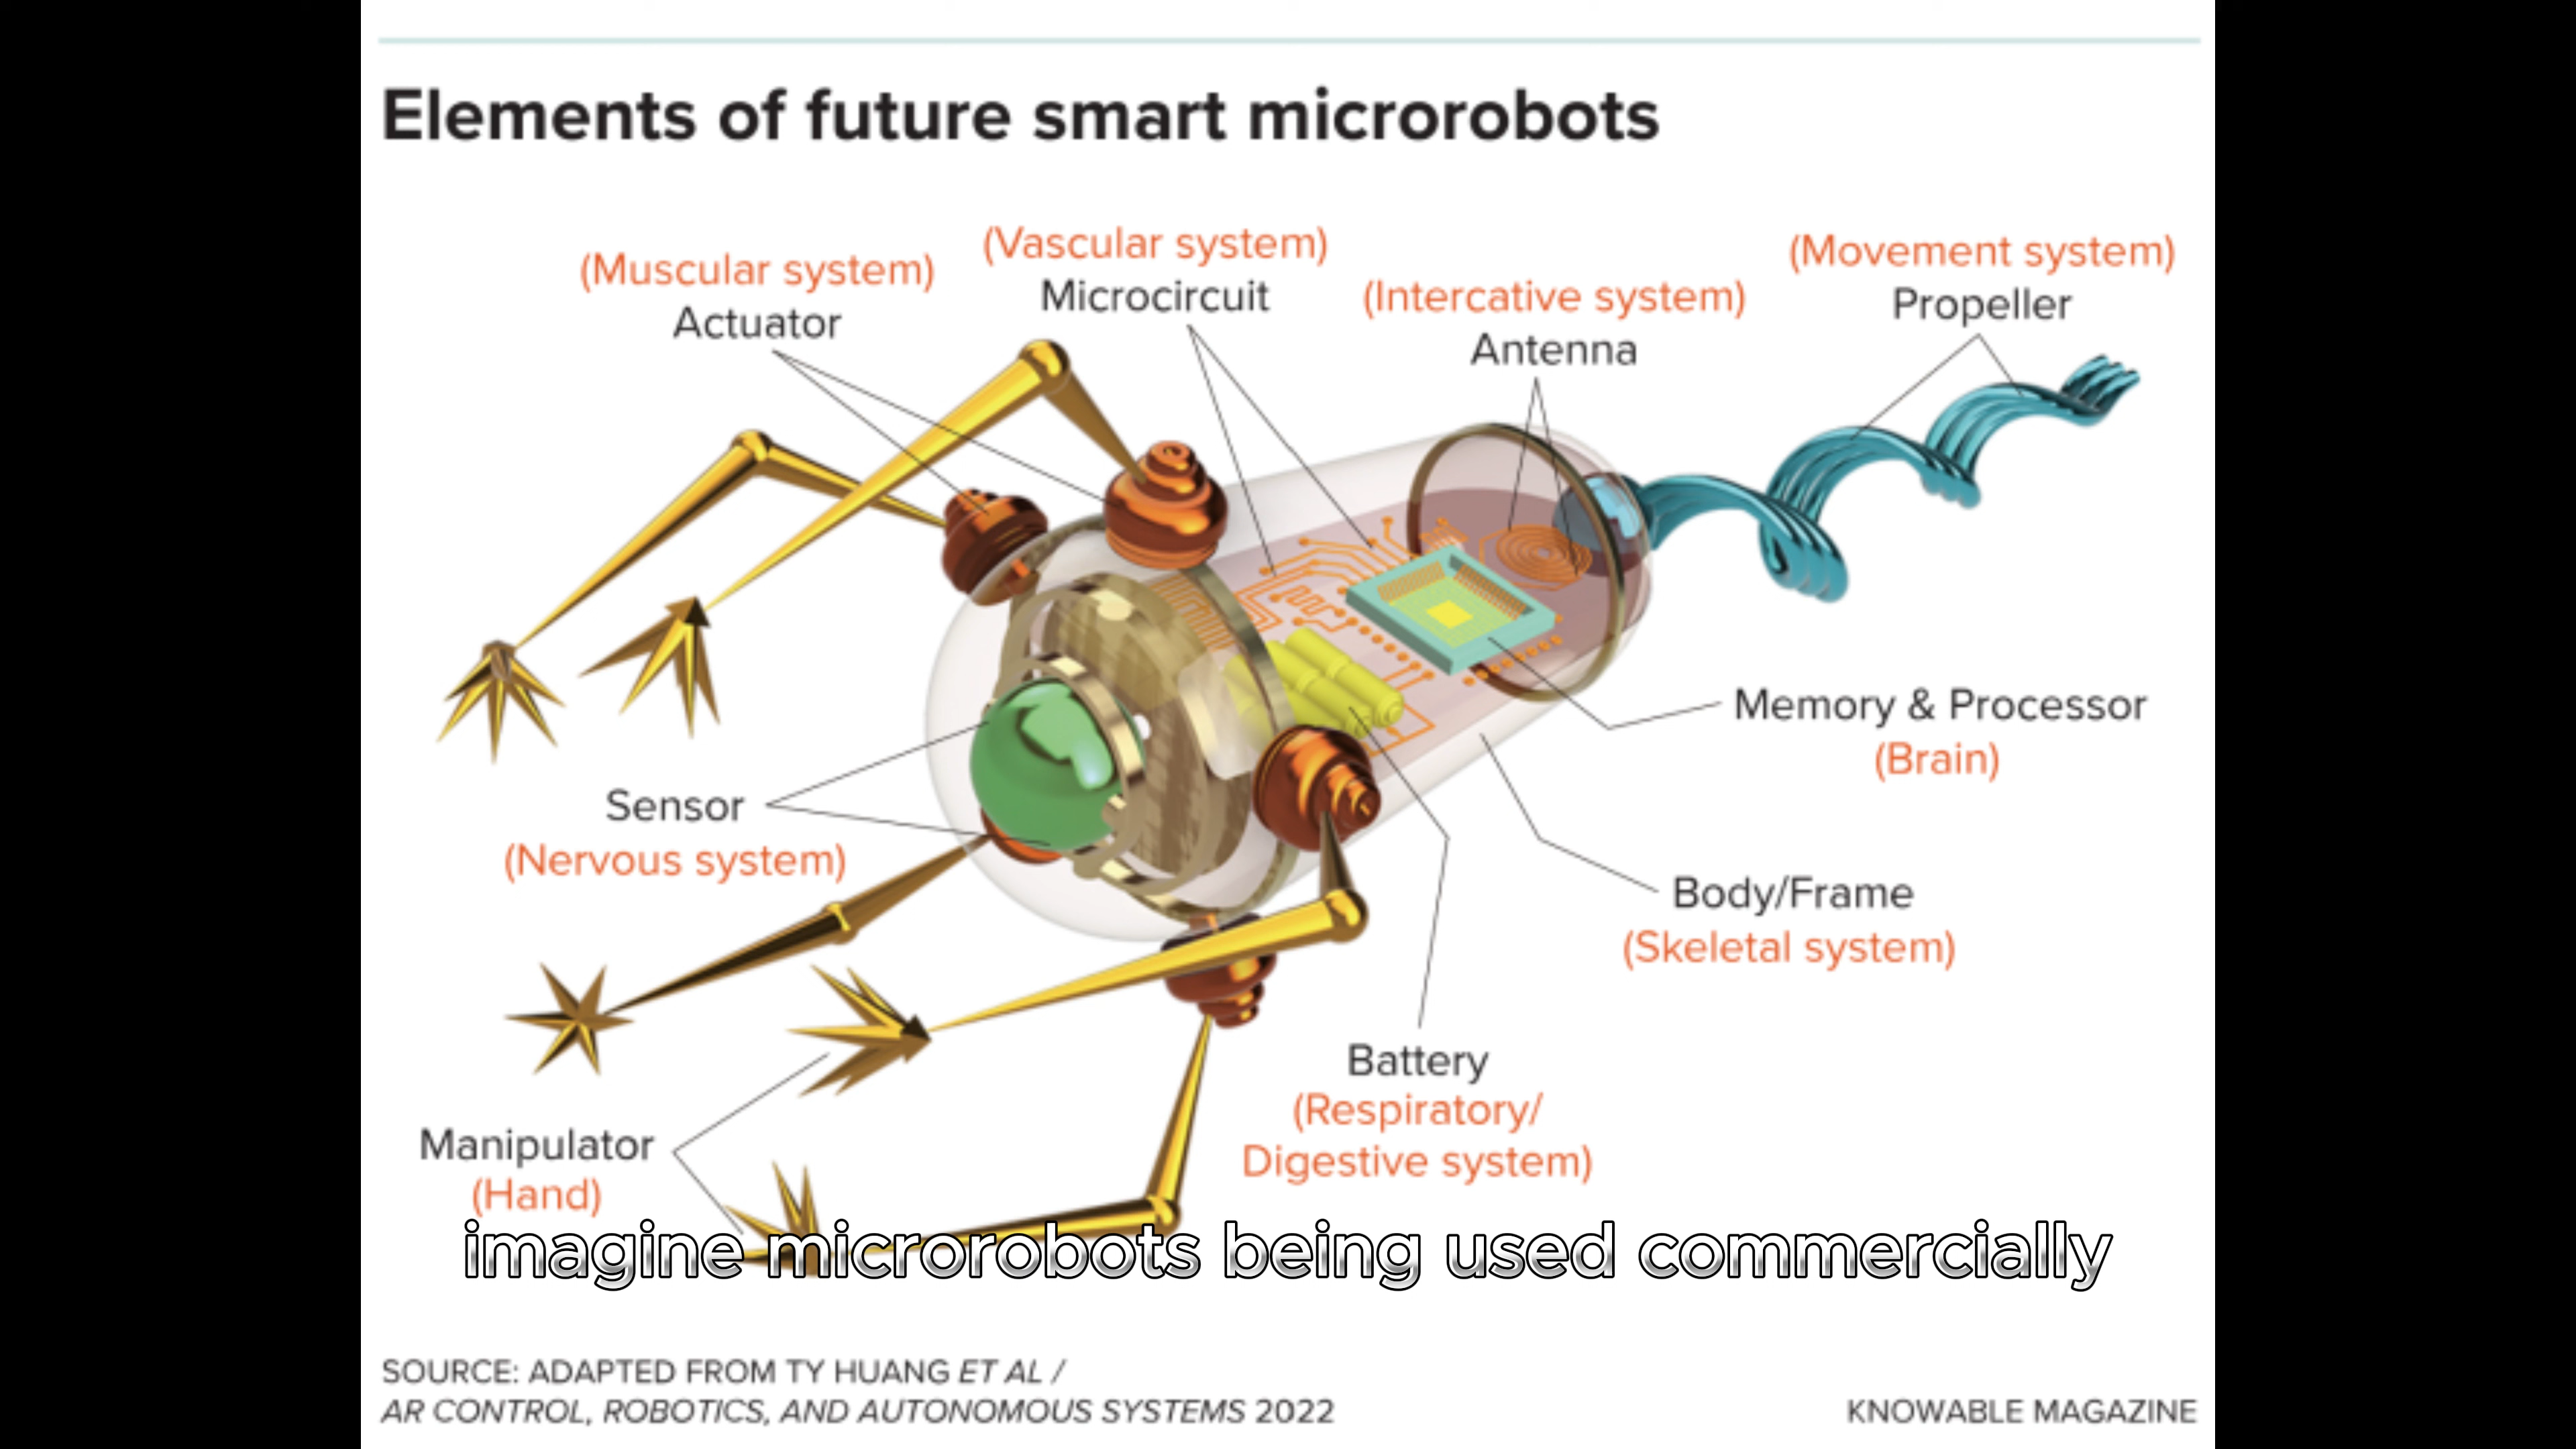 Elements of future smart microrobots
(Muscular system)
Actuator
(Vascular system)
Microcircuit
(Intercative system)
Antenna
(Movement system)
Propeller
Memory & Processor
(Brain)
Sensor
(Nervous system)
Body/Frame
(Skeletal system)
Battery
(Respiratory/
Digestive system)
Manipulator
(Hand)
imagine microrobots being used commercially
SOURCE: ADAPTED FROM TY HUANG ET AL /
AR CONTROL, ROBOTICS, AND AUTONOMOUS SYSTEMS 2022
KNOWABLE MAGAZINE